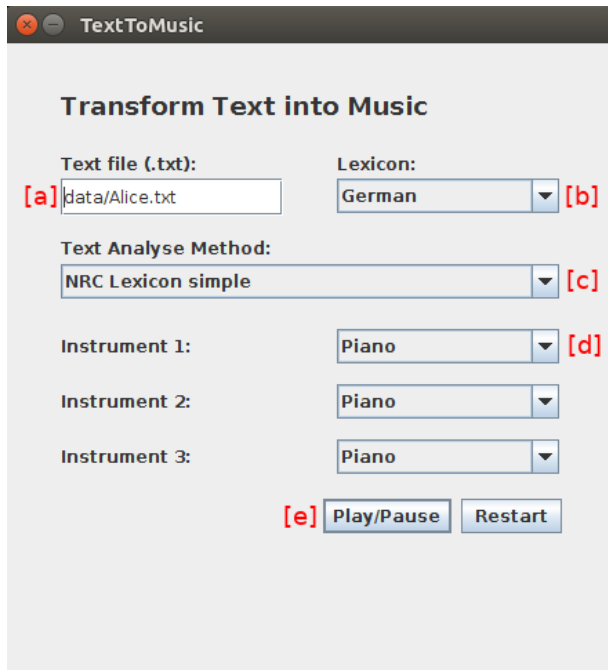 TextToMusic
Transform Text into Music
Text file (.txt): Lexicon:
[a] data/Alice.txt German [b]
Text Analyse Method:
NRC Lexicon simple [c]
Instrument 1: Piano [d]
Instrument 2: Piano
Instrument 3: Piano
[e] Play/Pause Restart